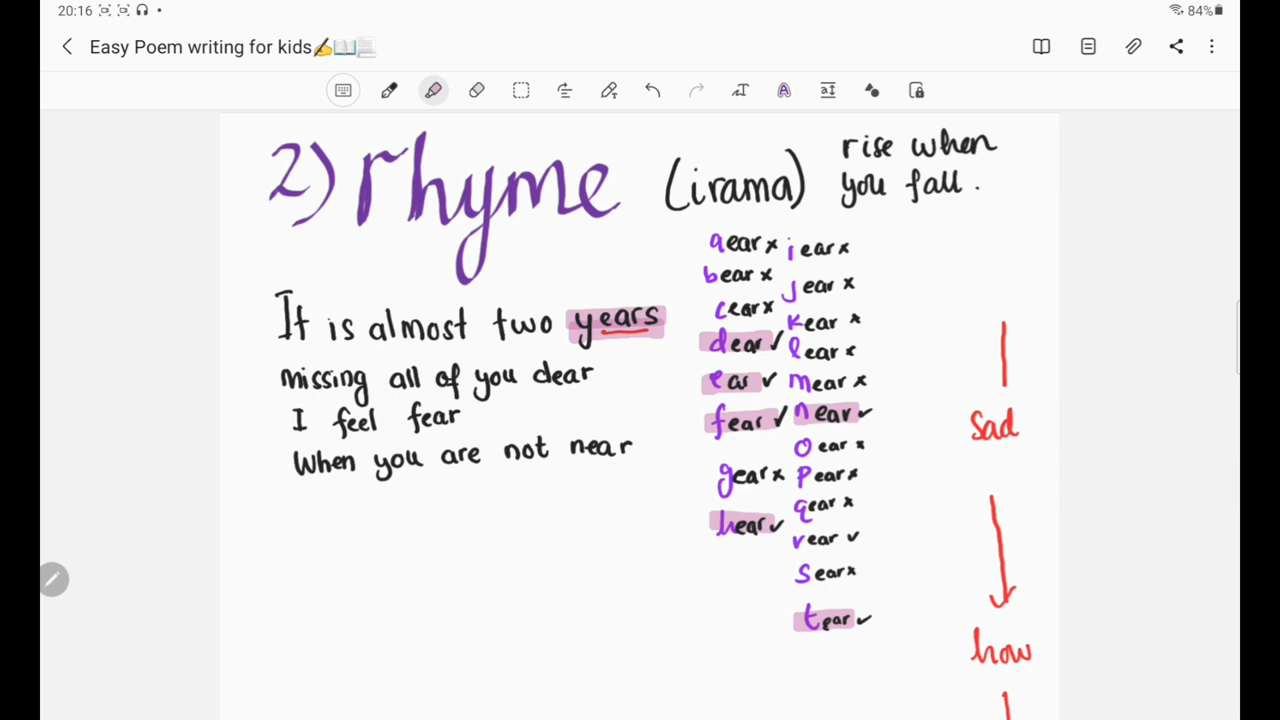 20:16
84%
Easy Poem writing for kids✍📖📃
2) rhyme (irama)
rise when
you fall.
It is almost two years
missing all of you dear
I feel fear
When you are not near
aear x
bear x
cear x
dear ✓
ear ✓
fear ✓
gear x
hear ✓
iear x
jear x
kear x
lear x
mear x
near ✓
oear x
pear x
qear x
rear ✓
sear x
tear ✓
sad
how